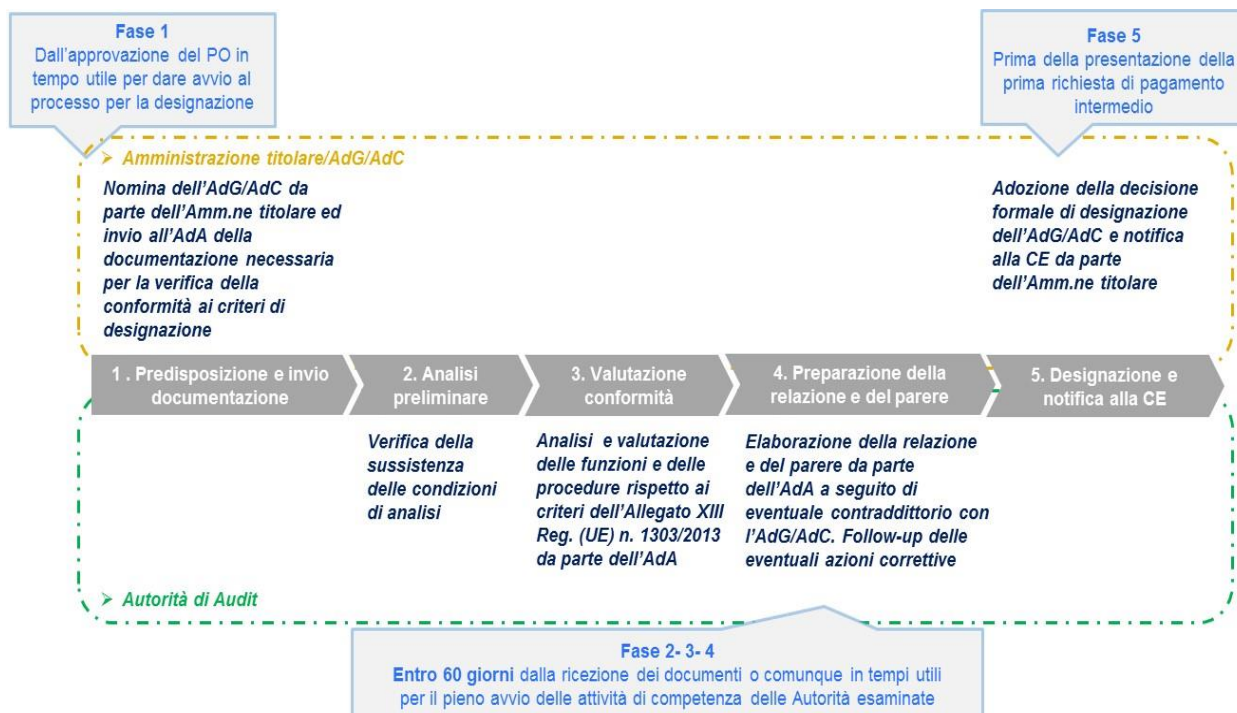 Fase 1
Dall'approvazione del PO in
tempo utile per dare avvio al
processo per la designazione
Fase 5
Prima della presentazione della
prima richiesta di pagamento
intermedio
➤ Amministrazione titolare/AdG/AdC
Nomina dell'AdG/AdC da
parte dell'Amm.ne titolare ed
invio all'AdA della
documentazione necessaria
per la verifica della
conformità ai criteri di
designazione
Adozione della decisione
formale di designazione
dell'AdG/AdC e notifica
alla CE da parte
dell'Amm.ne titolare
1 . Predisposizione e invio
documentazione
2. Analisi
preliminare
3. Valutazione
conformità
4. Preparazione della
relazione e del parere
5. Designazione e
notifica alla CE
Verifica della
sussistenza
delle condizioni
di analisi
Analisi e valutazione
delle funzioni e delle
procedure rispetto ai
criteri dell'Allegato XIII
Reg. (UE) n. 1303/2013
da parte dell'AdA
Elaborazione della relazione
e del parere da parte
dell'AdA a seguito di
eventuale contraddittorio con
l'AdG/AdC. Follow-up delle
eventuali azioni correttive
➤ Autorità di Audit
Fase 2- 3- 4
Entro 60 giorni dalla ricezione dei documenti o comunque in tempi utili
per il pieno avvio delle attività di competenza delle Autorità esaminate